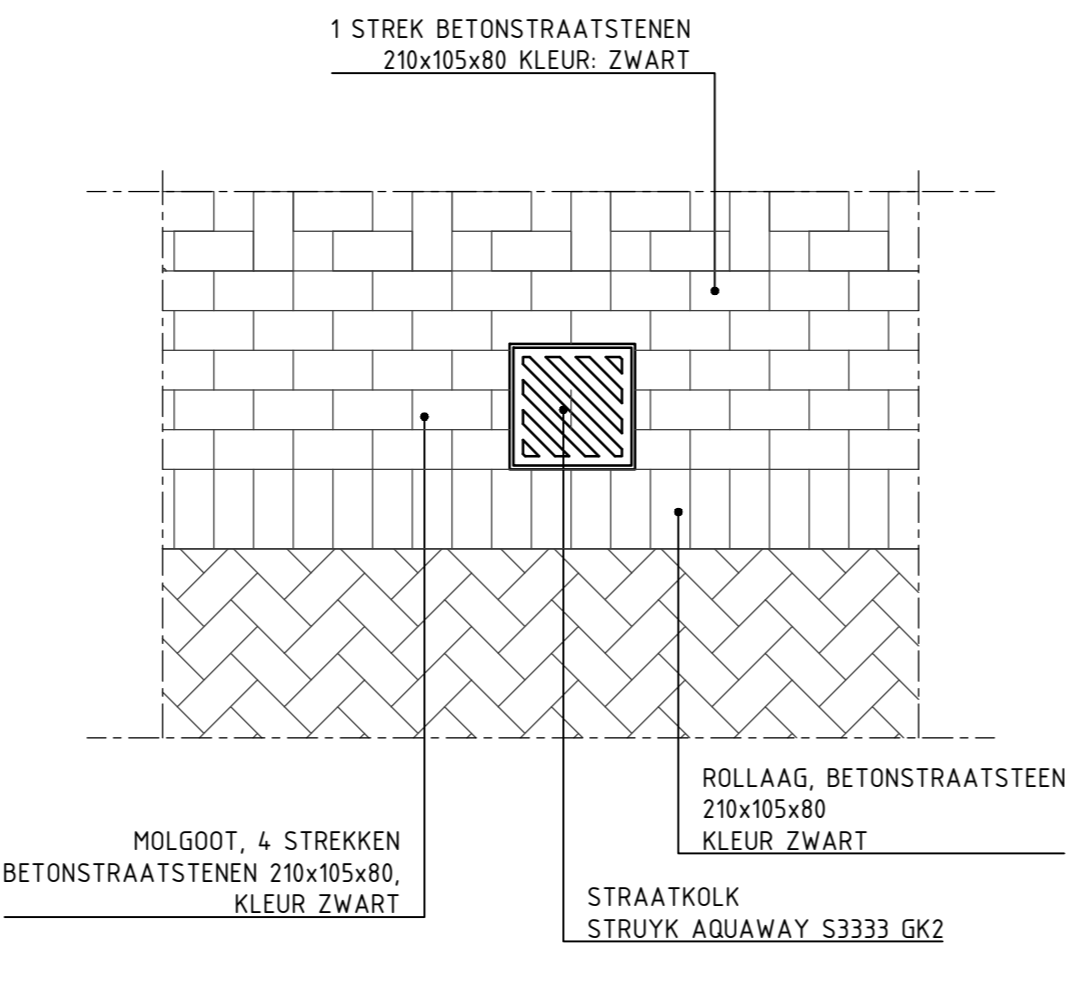 1 STREK BETONSTRAATSTENEN
210x105x80 KLEUR: ZWART
ROLLAAG, BETONSTRAATSTEEN
210x105x80
KLEUR ZWART
MOLGOOT, 4 STREKKEN
BETONSTRAATSTENEN 210x105x80,
KLEUR ZWART
STRAATKOLK
STRUYK AQUAWAY S3333 GK2